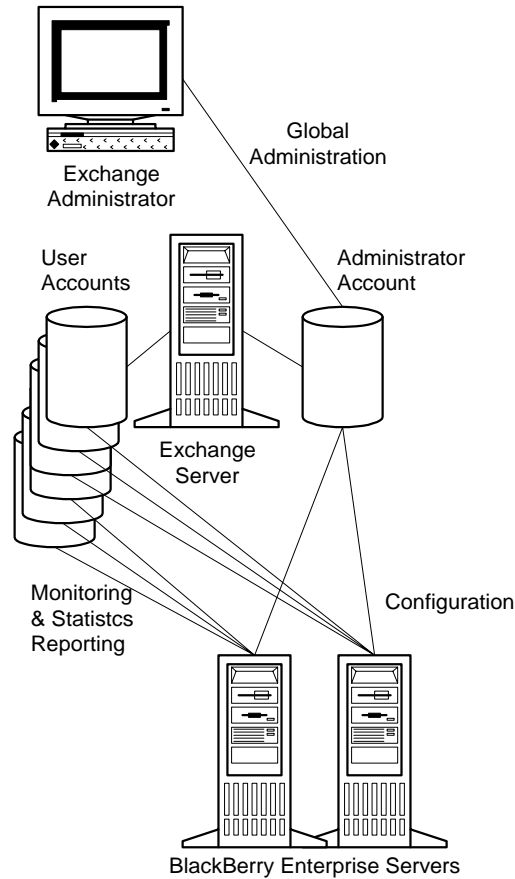 Global
Administration
Exchange
Administrator
User
Accounts
Administrator
Account
Exchange
Server
Monitoring
& Statistcs
Reporting
Configuration
BlackBerry Enterprise Servers